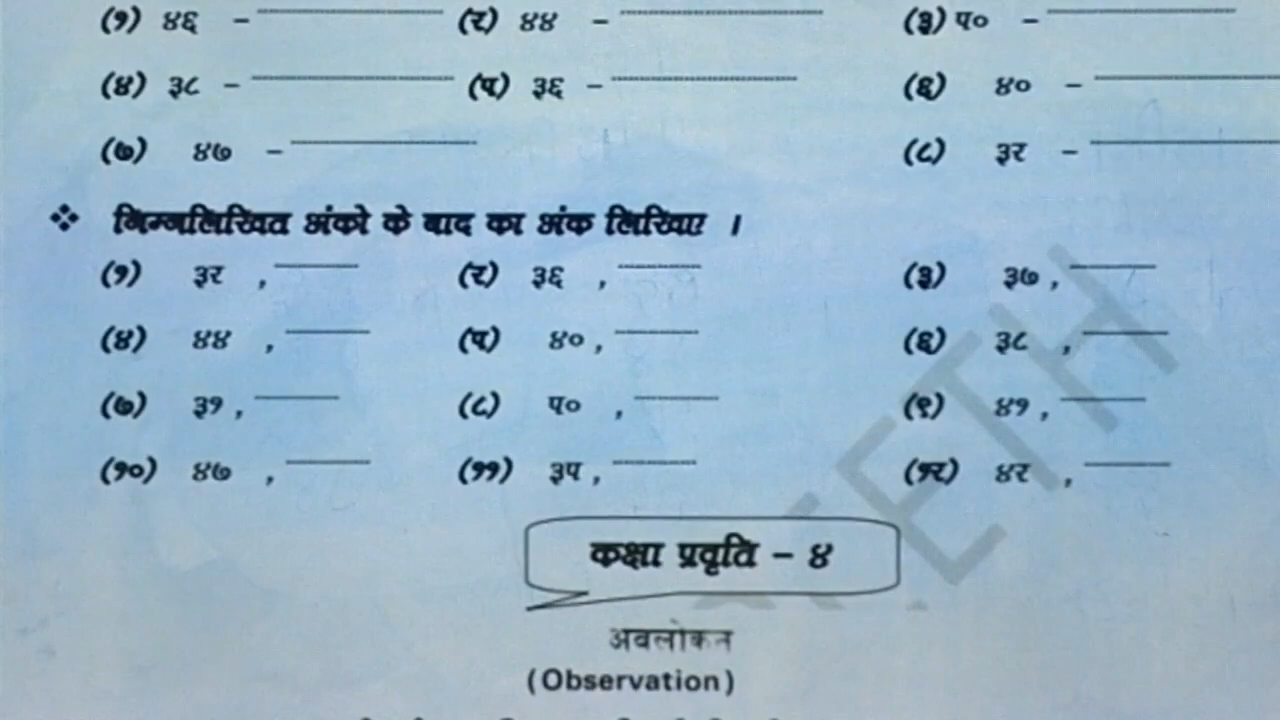 (१) ४६ – (२) ४४ – (३) ५० –
(४) ३८ – (५) ३६ – (६) ४० –
(७) ४७ – (८) ३२ –
❖ निम्नलिखित अंको के बाद का अंक लिखिए ।
(१) ३२ , (२) ३६ , (३) ३७ ,
(४) ४४ , (५) ४० , (६) ३८ ,
(७) ३१ , (८) ५० , (९) ४१ ,
(१०) ४७ , (११) ३५ , (१२) ४२ ,
कक्षा प्रवृति – ४
अवलोकन
(Observation)